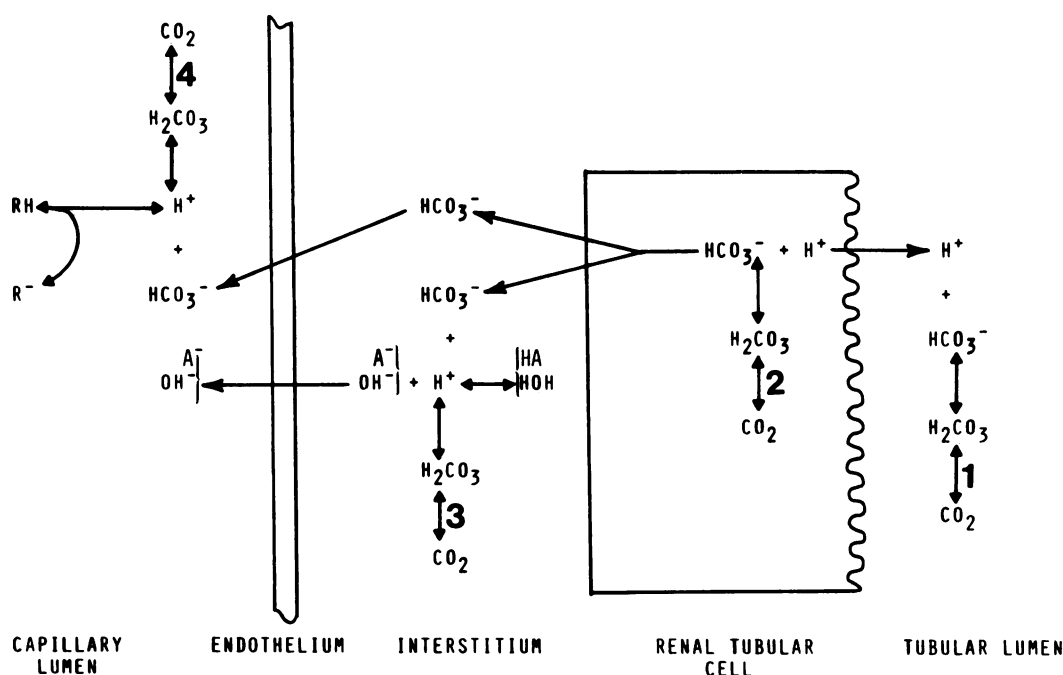 CO₂
4
H₂CO₃
RH
H⁺
+
R⁻
HCO₃⁻
A⁻
OH⁻
HCO₃⁻
HCO₃⁻
+
A⁻
OH⁻ + H⁺
HA
HOH
H₂CO₃
3
CO₂
HCO₃⁻ + H⁺
H₂CO₃
2
CO₂
H⁺
+
HCO₃⁻
H₂CO₃
1
CO₂
CAPILLARY
LUMEN
ENDOTHELIUM
INTERSTITIUM
RENAL TUBULAR
CELL
TUBULAR LUMEN